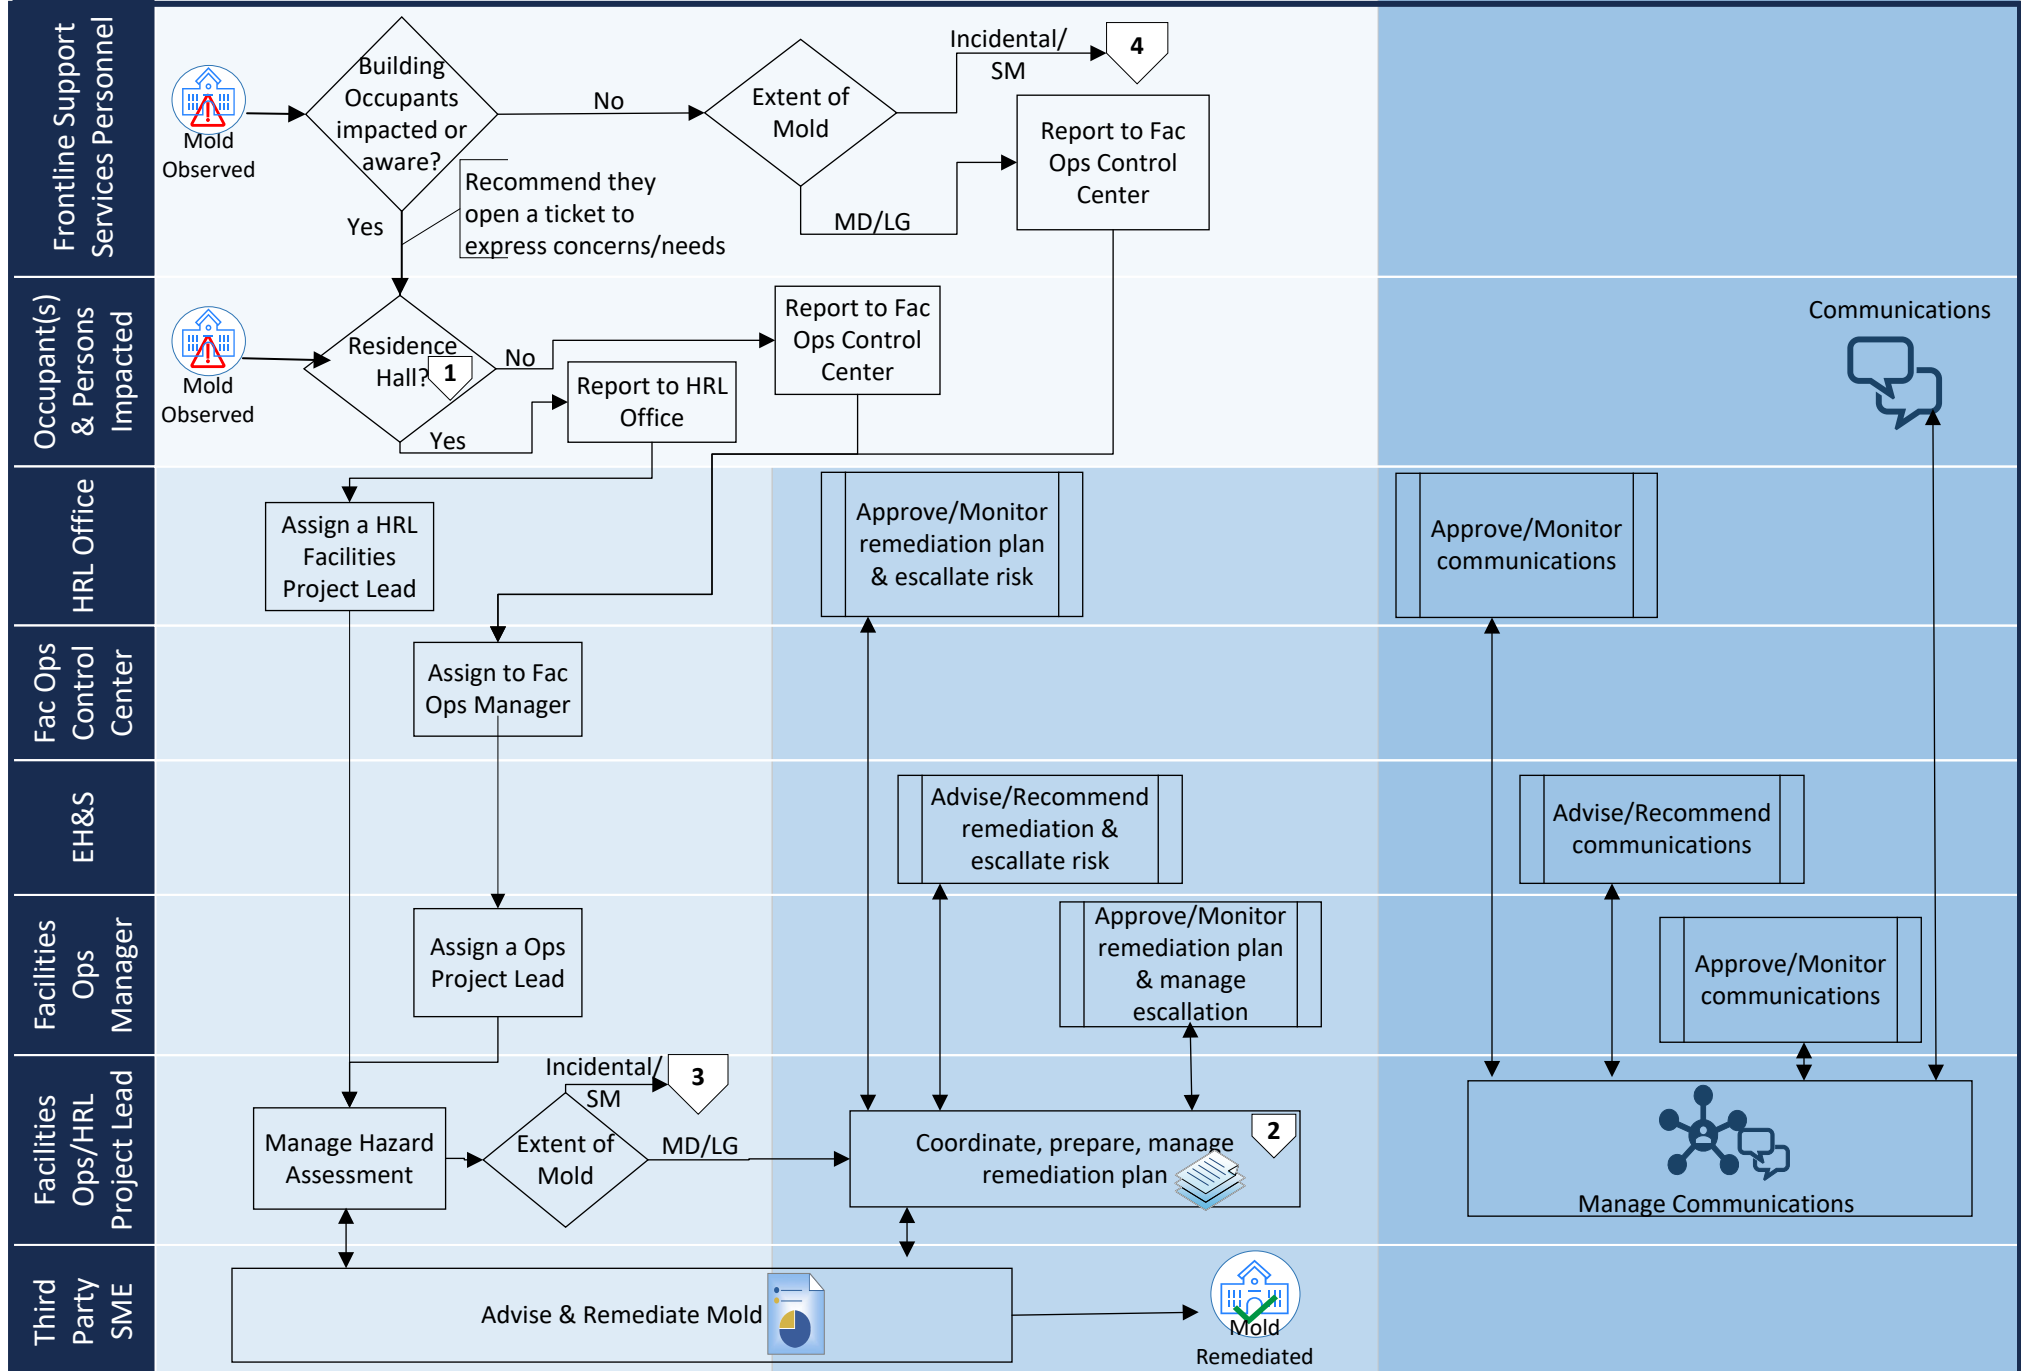 Frontline Support
Services Personnel
Mold
Observed
Building
Occupants
impacted or
aware?
No
Extent of
Mold
Incidental/
SM
4
MD/LG
Report to Fac
Ops Control
Center
Yes
Recommend they
open a ticket to
express concerns/needs
Occupant(s)
& Persons
Impacted
Mold
Observed
Residence
Hall?
1
No
Yes
Report to HRL
Office
Report to Fac
Ops Control
Center
Communications
HRL Office
Assign a HRL
Facilities
Project Lead
Approve/Monitor
remediation plan
& escallate risk
Approve/Monitor
communications
Fac Ops
Control
Center
Assign to Fac
Ops Manager
EH&S
Advise/Recommend
remediation &
escallate risk
Advise/Recommend
communications
Facilities
Ops
Manager
Assign a Ops
Project Lead
Approve/Monitor
remediation plan
& manage
escallation
Approve/Monitor
communications
Facilities
Ops/HRL
Project Lead
Manage Hazard
Assessment
Extent of
Mold
Incidental/
SM
3
MD/LG
Coordinate, prepare, manage
remediation plan
2
Manage Communications
Third
Party
SME
Advise & Remediate Mold
Mold
Remediated